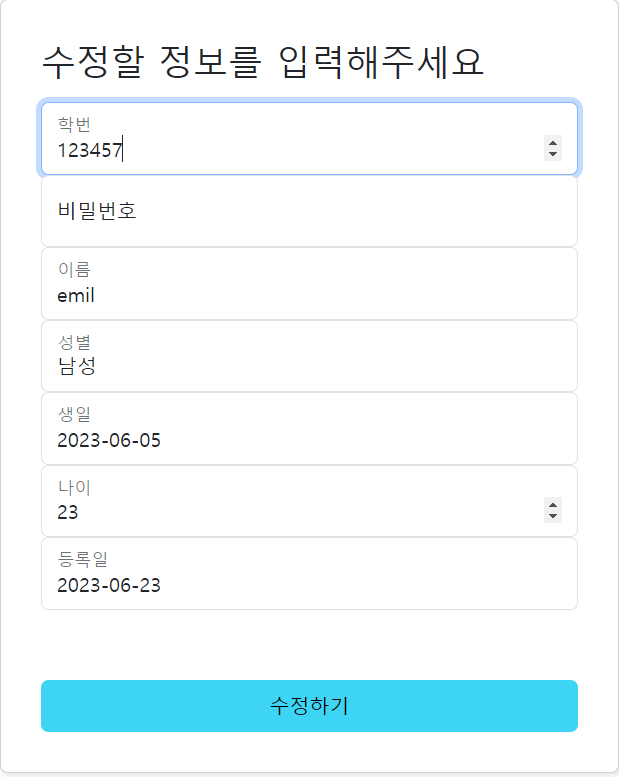 수정할 정보를 입력해주세요
학번
123457
비밀번호
이름
emil
성별
남성
생일
2023-06-05
나이
23
등록일
2023-06-23
수정하기